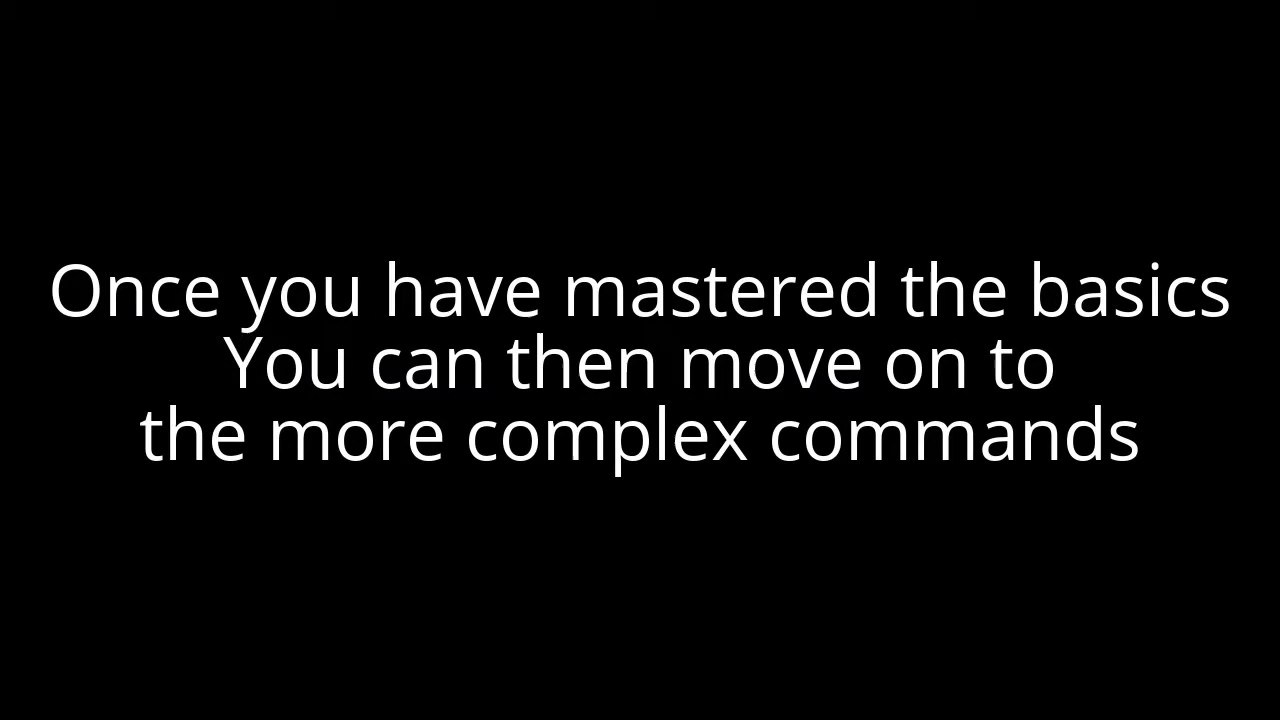 Once you have mastered the basics
You can then move on to
the more complex commands